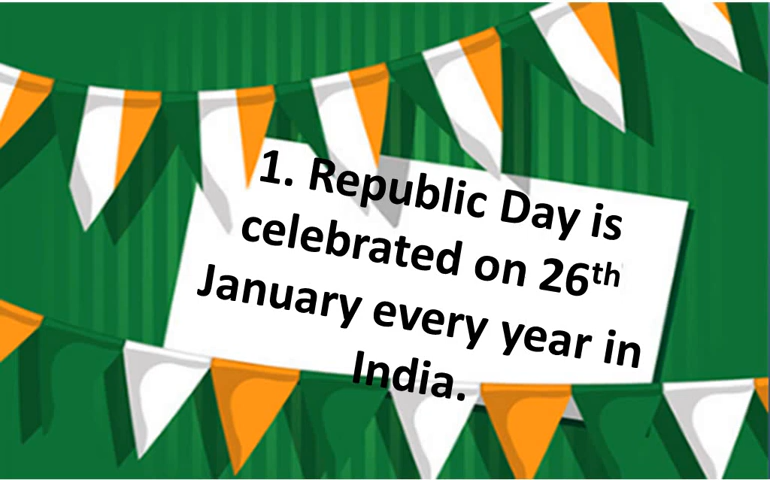 1. Republic Day is
celebrated on 26th
January every year in
India.